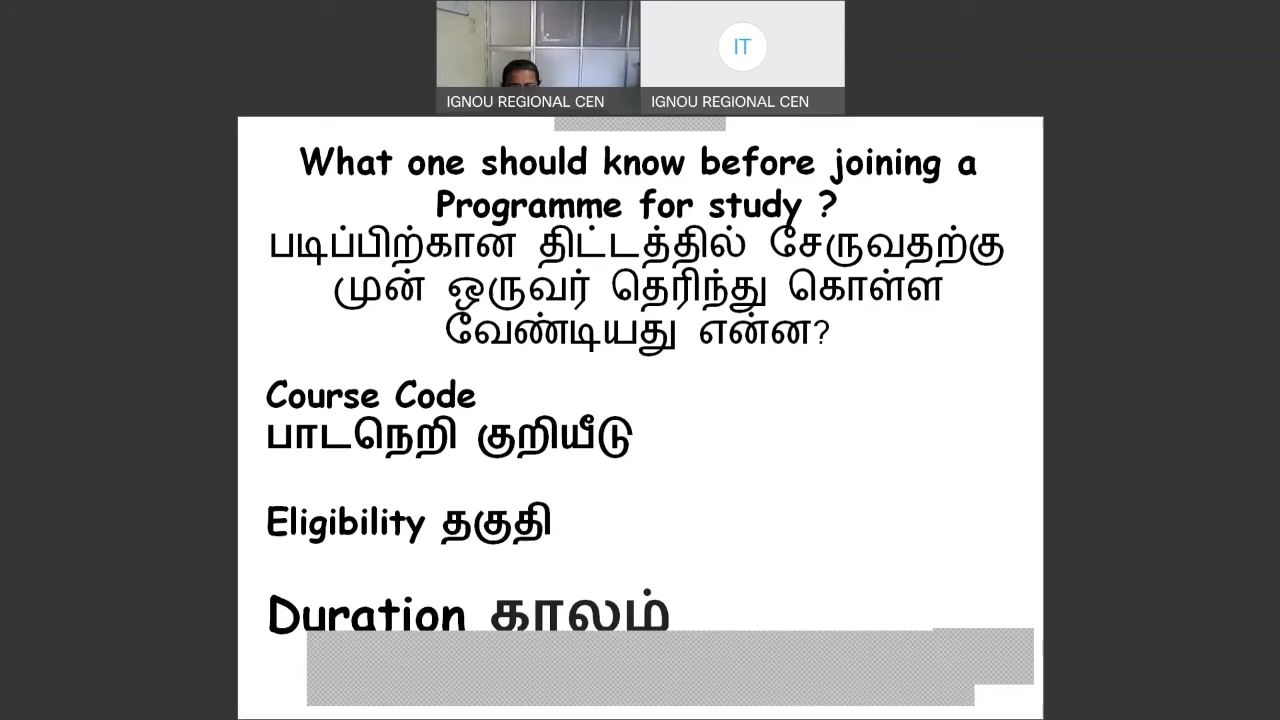 IGNOU REGIONAL CEN
IT
IGNOU REGIONAL CEN
What one should know before joining a
Programme for study ?
படிப்பிற்கான திட்டத்தில் சேருவதற்கு
முன் ஒருவர் தெரிந்து கொள்ள
வேண்டியது என்ன?
Course Code
பாடநெறி குறியீடு
Eligibility தகுதி
Duration காலம்